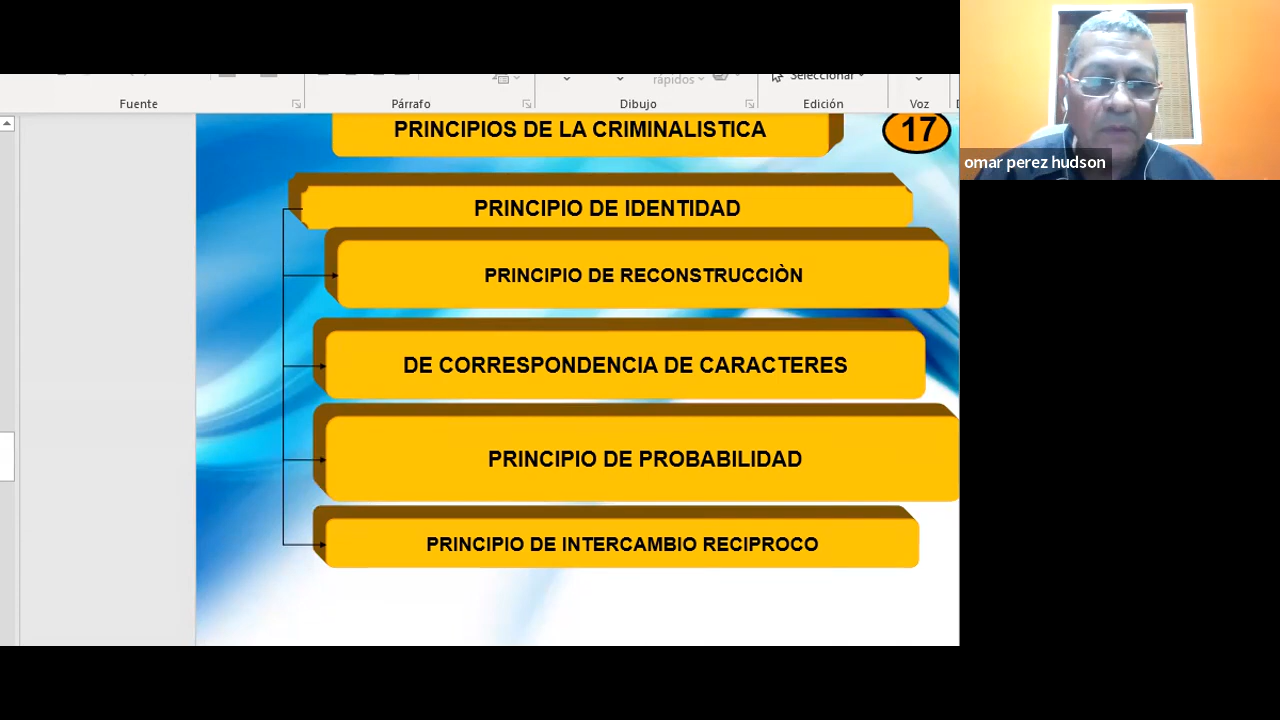 rápidos
Seleccionar
Fuente
Párrafo
Dibujo
Edición
Voz
PRINCIPIOS DE LA CRIMINALISTICA
17
PRINCIPIO DE IDENTIDAD
PRINCIPIO DE RECONSTRUCCIÒN
DE CORRESPONDENCIA DE CARACTERES
PRINCIPIO DE PROBABILIDAD
PRINCIPIO DE INTERCAMBIO RECIPROCO
omar perez hudson